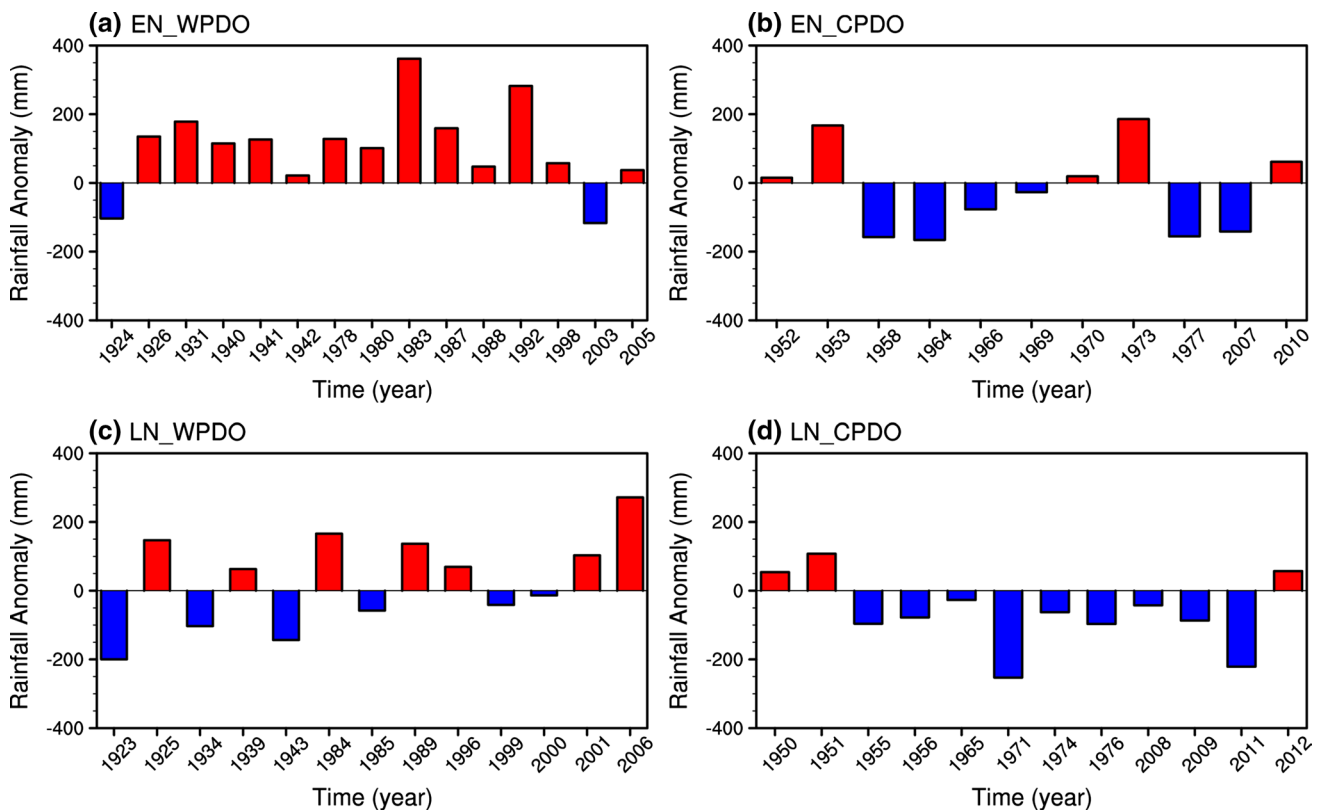 (a) EN_WPDO
Rainfall Anomaly (mm)
400
200
0
-200
-400
1924 1926 1931 1940 1941 1942 1978 1980 1983 1987 1988 1992 1998 2003 2005
Time (year)
(b) EN_CPDO
Rainfall Anomaly (mm)
400
200
0
-200
-400
1952 1953 1958 1964 1966 1969 1970 1973 1977 2007 2010
Time (year)
(c) LN_WPDO
Rainfall Anomaly (mm)
400
200
0
-200
-400
1923 1925 1934 1939 1943 1984 1985 1989 1996 1999 2000 2001 2006
Time (year)
(d) LN_CPDO
Rainfall Anomaly (mm)
400
200
0
-200
-400
1950 1951 1955 1956 1965 1971 1974 1976 2008 2009 2011 2012
Time (year)